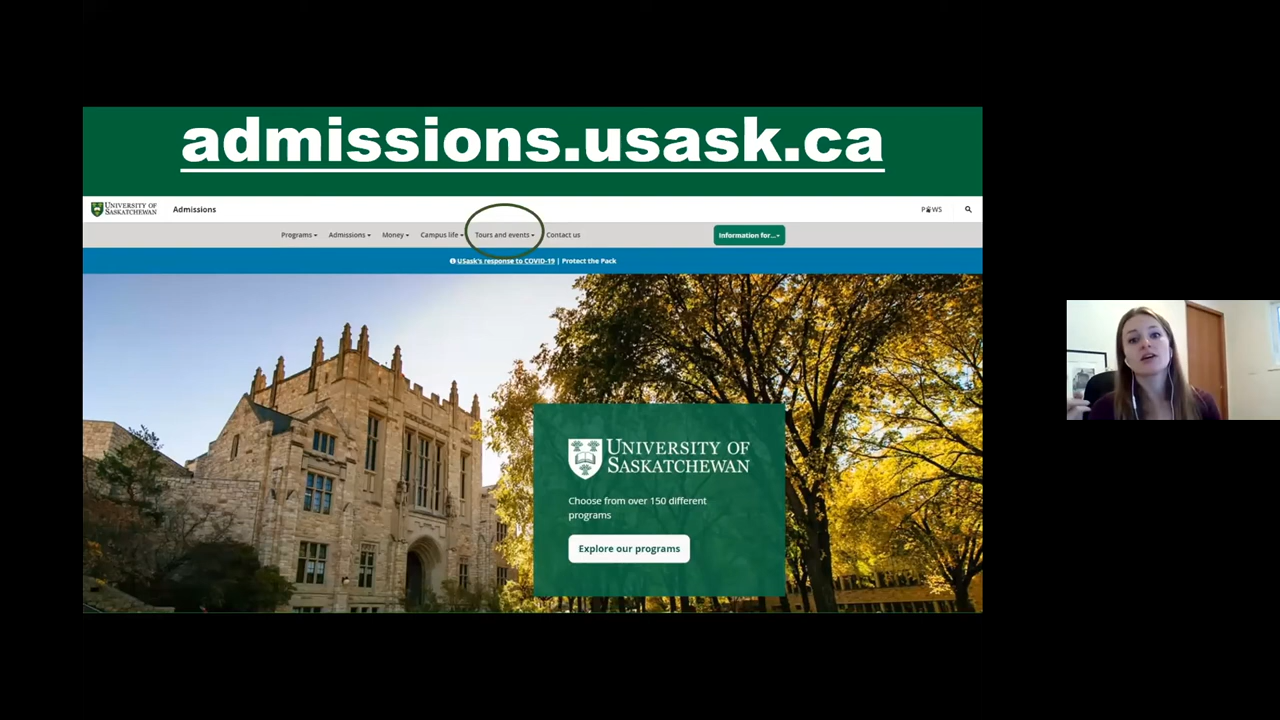 admissions.usask.ca
UNIVERSITY OF
SASKATCHEWAN
Admissions
PAWS
Programs
Admissions
Money
Campus life
Tours and events
Contact us
Information for...
USask's response to COVID-19 | Protect the Pack
UNIVERSITY OF
SASKATCHEWAN
Choose from over 150 different
programs
Explore our programs